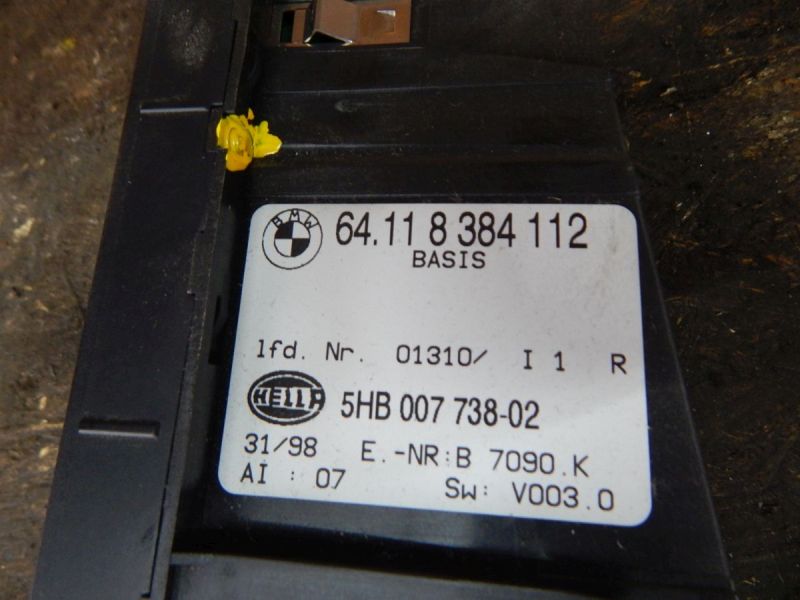 BMW
64.11 8 384 112
BASIS
lfd. Nr. 01310/ I 1 R
HELLA
5HB 007 738-02
31/98 E.-NR:B 7090.K
AI : 07 SW: V003.0